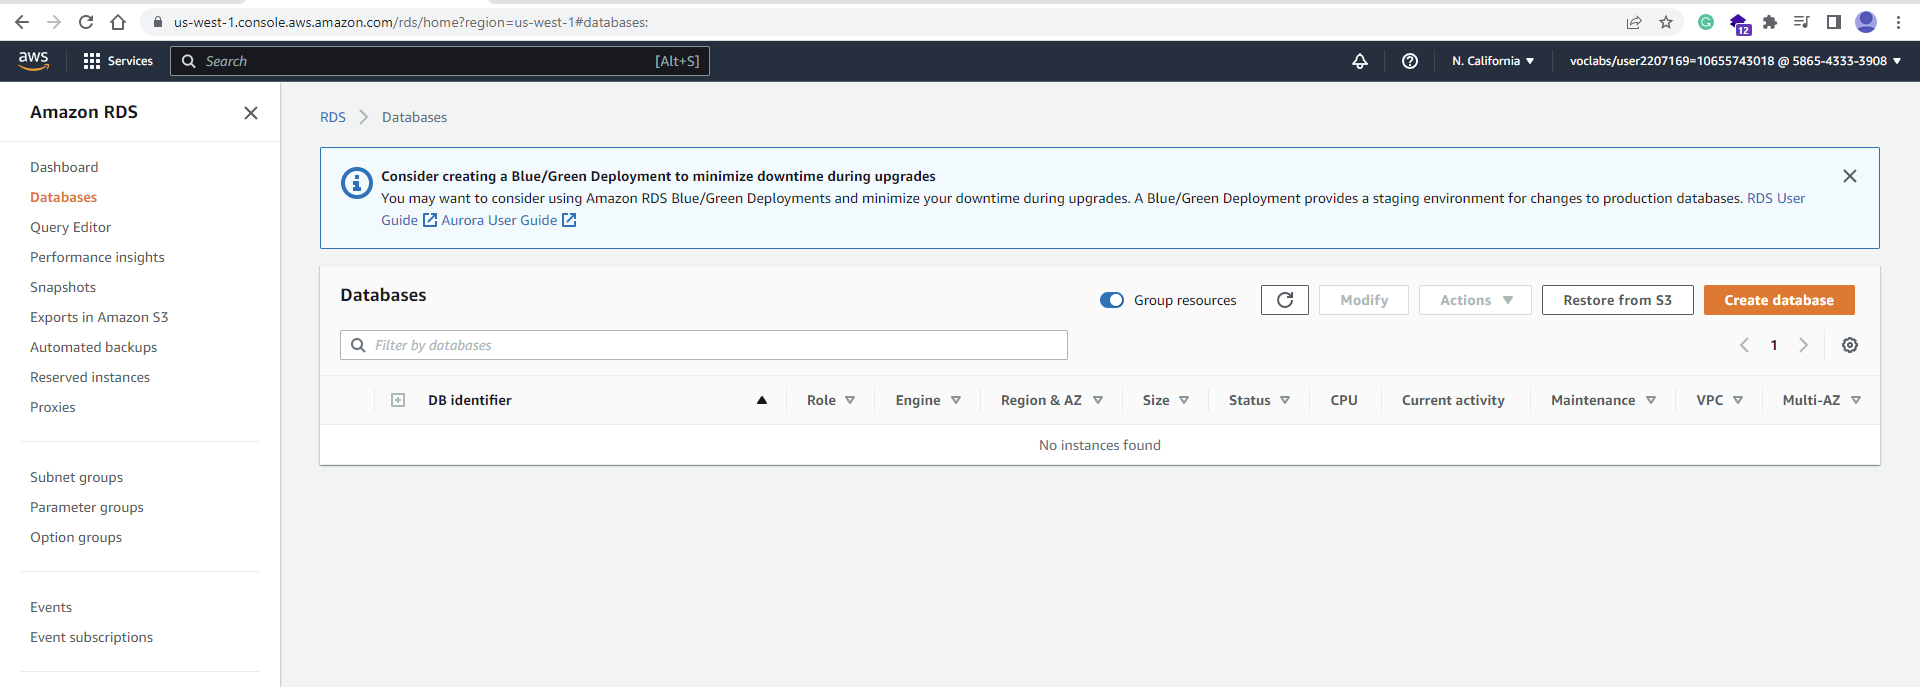 us-west-1.console.aws.amazon.com/rds/home?region=us-west-1#databases:
12
aws
Services
Search
[Alt+S]
N. California
voclabs/user2207169=10655743018 @ 5865-4333-3908
Amazon RDS
Dashboard
Databases
Query Editor
Performance insights
Snapshots
Exports in Amazon S3
Automated backups
Reserved instances
Proxies
Subnet groups
Parameter groups
Option groups
Events
Event subscriptions
RDS
Databases
Consider creating a Blue/Green Deployment to minimize downtime during upgrades
You may want to consider using Amazon RDS Blue/Green Deployments and minimize your downtime during upgrades. A Blue/Green Deployment provides a staging environment for changes to production databases. RDS User
Guide Aurora User Guide
Databases
Group resources
Modify
Actions
Restore from S3
Create database
Filter by databases
1
DB identifier
Role
Engine
Region & AZ
Size
Status
CPU
Current activity
Maintenance
VPC
Multi-AZ
No instances found